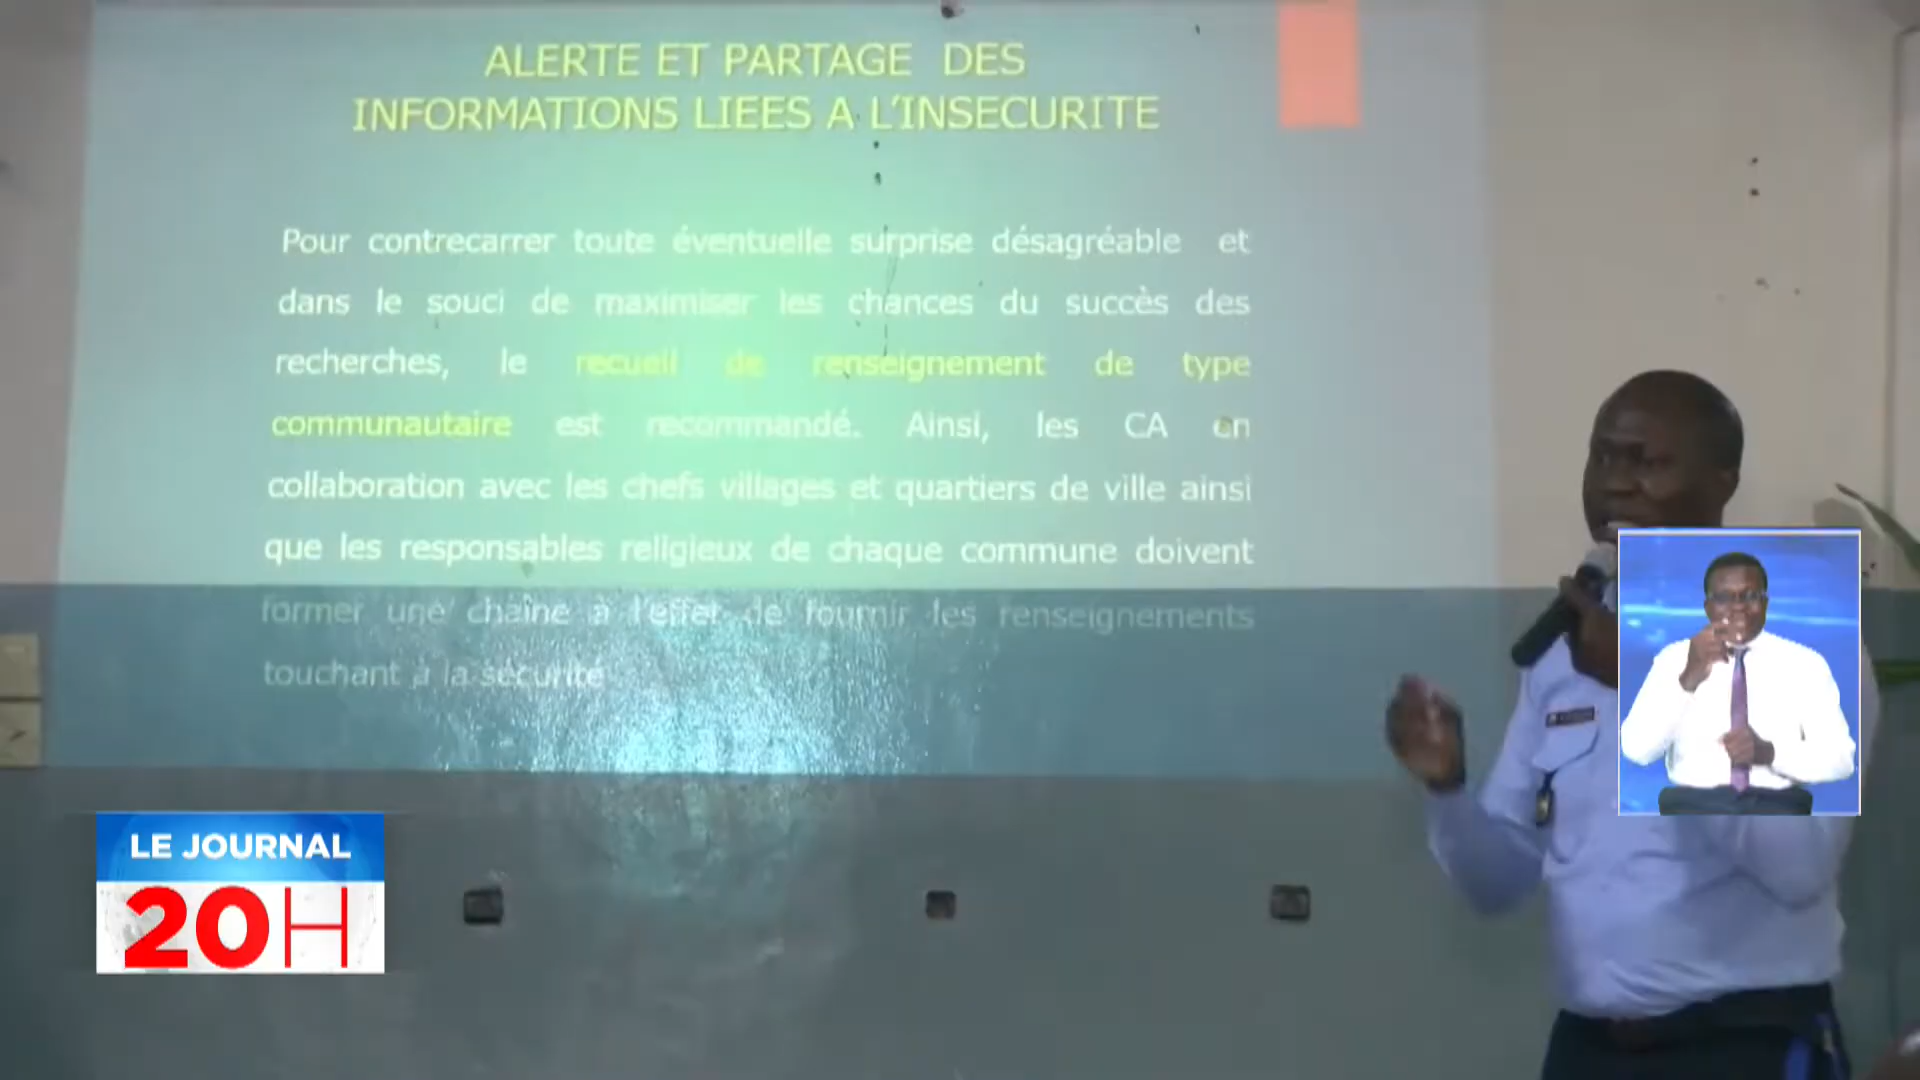 ALERTE ET PARTAGE DES
INFORMATIONS LIEES A L'INSECURITE
Pour contrecarrer toute éventuelle surprise désagréable et
dans le souci de maximiser les chances du succès des
recherches, le recueil de renseignement de type
communautaire est recommandé. Ainsi, les CA en
collaboration avec les chefs villages et quartiers de ville ainsi
que les responsables religieux de chaque commune doivent
former une chaîne à l'effet de fournir les renseignements
touchant à la sécurité
LE JOURNAL
20H